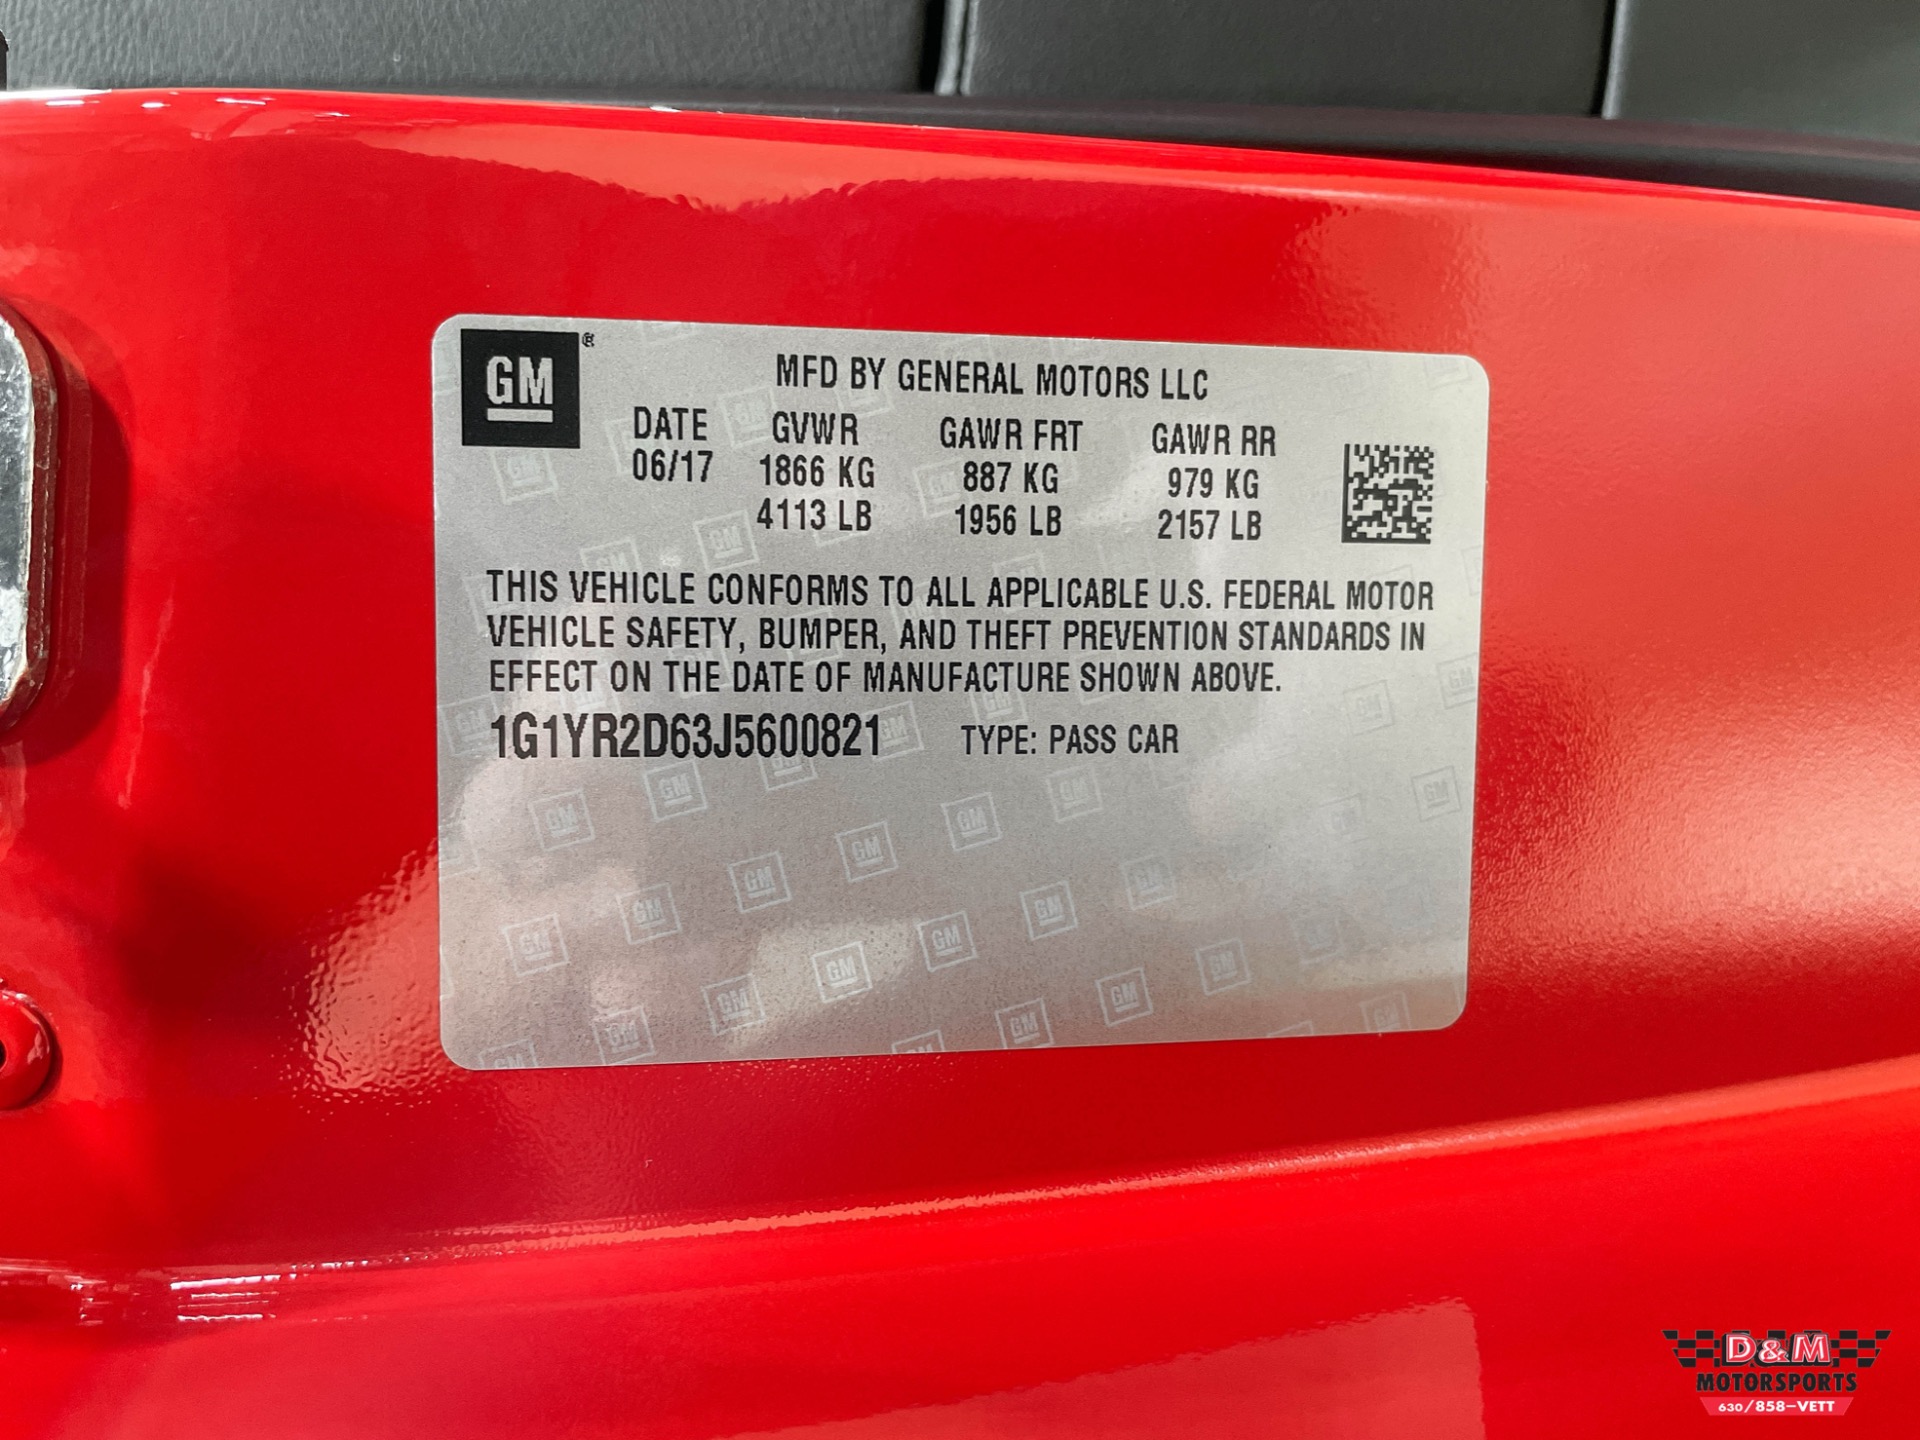 GM®
MFD BY GENERAL MOTORS LLC
DATE GVWR GAWR FRT GAWR RR
06/17 1866 KG 887 KG 979 KG
4113 LB 1956 LB 2157 LB
THIS VEHICLE CONFORMS TO ALL APPLICABLE U.S. FEDERAL MOTOR
VEHICLE SAFETY, BUMPER, AND THEFT PREVENTION STANDARDS IN
EFFECT ON THE DATE OF MANUFACTURE SHOWN ABOVE.
1G1YR2D63J5600821 TYPE: PASS CAR
D&M
MOTORSPORTS
630/858-VETT